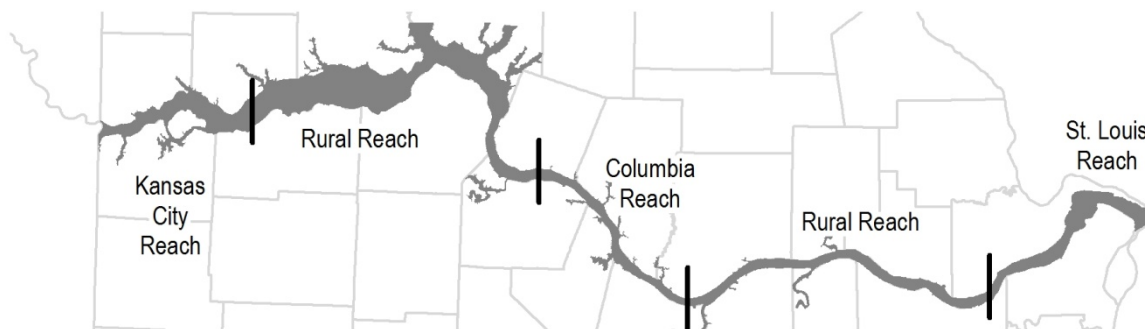 Kansas
City
Reach
Rural Reach
Columbia
Reach
Rural Reach
St. Louis
Reach